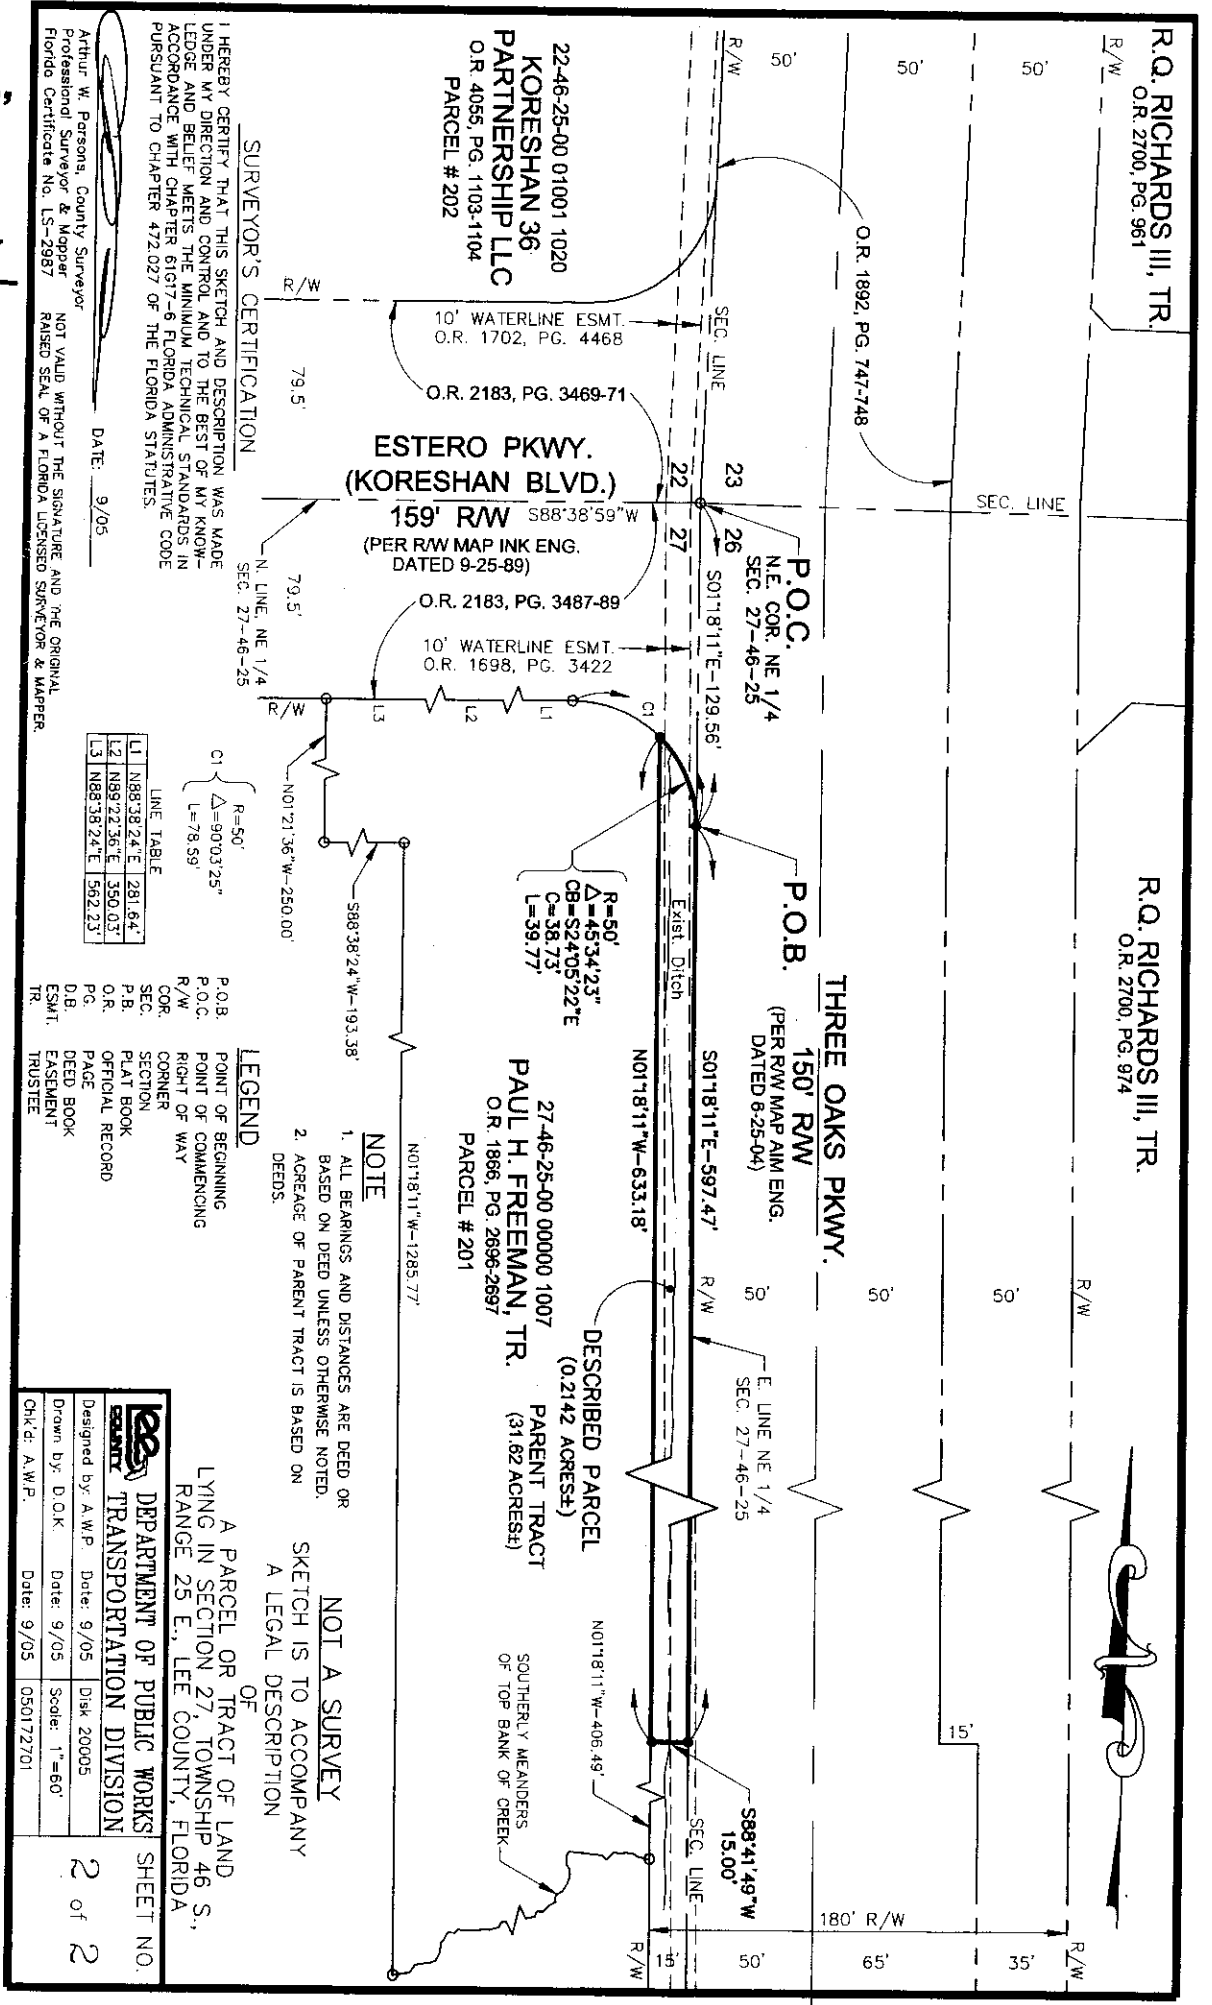 R.Q. RICHARDS III, TR.
O.R. 2700, PG. 961
R.Q. RICHARDS III, TR.
O.R. 2700, PG. 974
R/W
50'
50'
50'
R/W
O.R. 1892, PG. 747-748
SEC. LINE
SEC. LINE
22-46-25-00 01001 1020
KORESHAN 36
PARTNERSHIP LLC
O.R. 4055, PG. 1103-1104
PARCEL # 202
R/W
10' WATERLINE ESMT.
O.R. 1702, PG. 4468
O.R. 2183, PG. 3469-71
79.5'
ESTERO PKWY.
(KORESHAN BLVD.)
159' R/W
S88°38'59"W
(PER R/W MAP INK ENG.
DATED 9-25-89)
22
23
27
26
P.O.C.
N.E. COR. NE 1/4
SEC. 27-46-25
S01°18'11"E-129.56'
O.R. 2183, PG. 3487-89
79.5'
N. LINE, NE 1/4
SEC. 27-46-25
10' WATERLINE ESMT.
O.R. 1698, PG. 3422
R/W
L3
L2
L1
C1
P.O.B.
THREE OAKS PKWY.
150' R/W
(PER R/W MAP AIM ENG.
DATED 8-25-04)
R=50'
Δ=45°34'23"
CB=S24°05'22"E
C=38.73'
L=39.77'
Exist. Ditch
S01°18'11"E-597.47'
N01°18'11"W-633.18'
R/W
50'
50'
50'
R/W
E. LINE NE 1/4
SEC. 27-46-25
DESCRIBED PARCEL
(0.2142 ACRES±)
27-46-25-00 00000 1007
PAUL H. FREEMAN, TR.
O.R. 1866, PG. 2696-2697
PARCEL # 201
PARENT TRACT
(31.62 ACRES±)
N01°21'36"W-250.00'
S88°38'24"W-193.38'
N01°18'11"W-1285.77'
N01°18'11"W-406.49'
SOUTHERLY MEANDERS
OF TOP BANK OF CREEK
S88°41'49"W
15.00'
SEC. LINE
15'
180' R/W
R/W
15'
50'
65'
35'
R/W
SURVEYOR'S CERTIFICATION
I HEREBY CERTIFY THAT THIS SKETCH AND DESCRIPTION WAS MADE
UNDER MY DIRECTION AND CONTROL AND TO THE BEST OF MY KNOW-
LEDGE AND BELIEF MEETS THE MINIMUM TECHNICAL STANDARDS IN
ACCORDANCE WITH CHAPTER 61G17-6 FLORIDA ADMINISTRATIVE CODE
PURSUANT TO CHAPTER 472.027 OF THE FLORIDA STATUTES.
DATE: 9/05
Arthur W. Parsons, County Surveyor
Professional Surveyor & Mapper
Florida Certificate No. LS-2987
NOT VALID WITHOUT THE SIGNATURE AND THE ORIGINAL
RAISED SEAL OF A FLORIDA LICENSED SURVEYOR & MAPPER.
C1
R=50'
Δ=90°03'25"
L=78.59'
LINE TABLE
L1 N88°38'24"E 281.64'
L2 N89°22'36"E 350.03'
L3 N88°38'24"E 562.23'
LEGEND
P.O.B. POINT OF BEGINNING
P.O.C. POINT OF COMMENCING
R/W RIGHT OF WAY
COR. CORNER
SEC. SECTION
P.B. PLAT BOOK
O.R. OFFICIAL RECORD
PG. PAGE
D.B. DEED BOOK
ESMT. EASEMENT
TR. TRUSTEE
NOTE
1. ALL BEARINGS AND DISTANCES ARE DEED OR
BASED ON DEED UNLESS OTHERWISE NOTED.
2. ACREAGE OF PARENT TRACT IS BASED ON
DEEDS.
NOT A SURVEY
SKETCH IS TO ACCOMPANY
A LEGAL DESCRIPTION
OF
A PARCEL OR TRACT OF LAND
LYING IN SECTION 27, TOWNSHIP 46 S.,
RANGE 25 E., LEE COUNTY, FLORIDA
lee COUNTY
DEPARTMENT OF PUBLIC WORKS
TRANSPORTATION DIVISION
SHEET NO.
2 of 2
Designed by: A.W.P. Date: 9/05 Disk 20005
Drawn by: D.O.K. Date: 9/05 Scale: 1"=60'
Chk'd: A.W.P. Date: 9/05 050172701